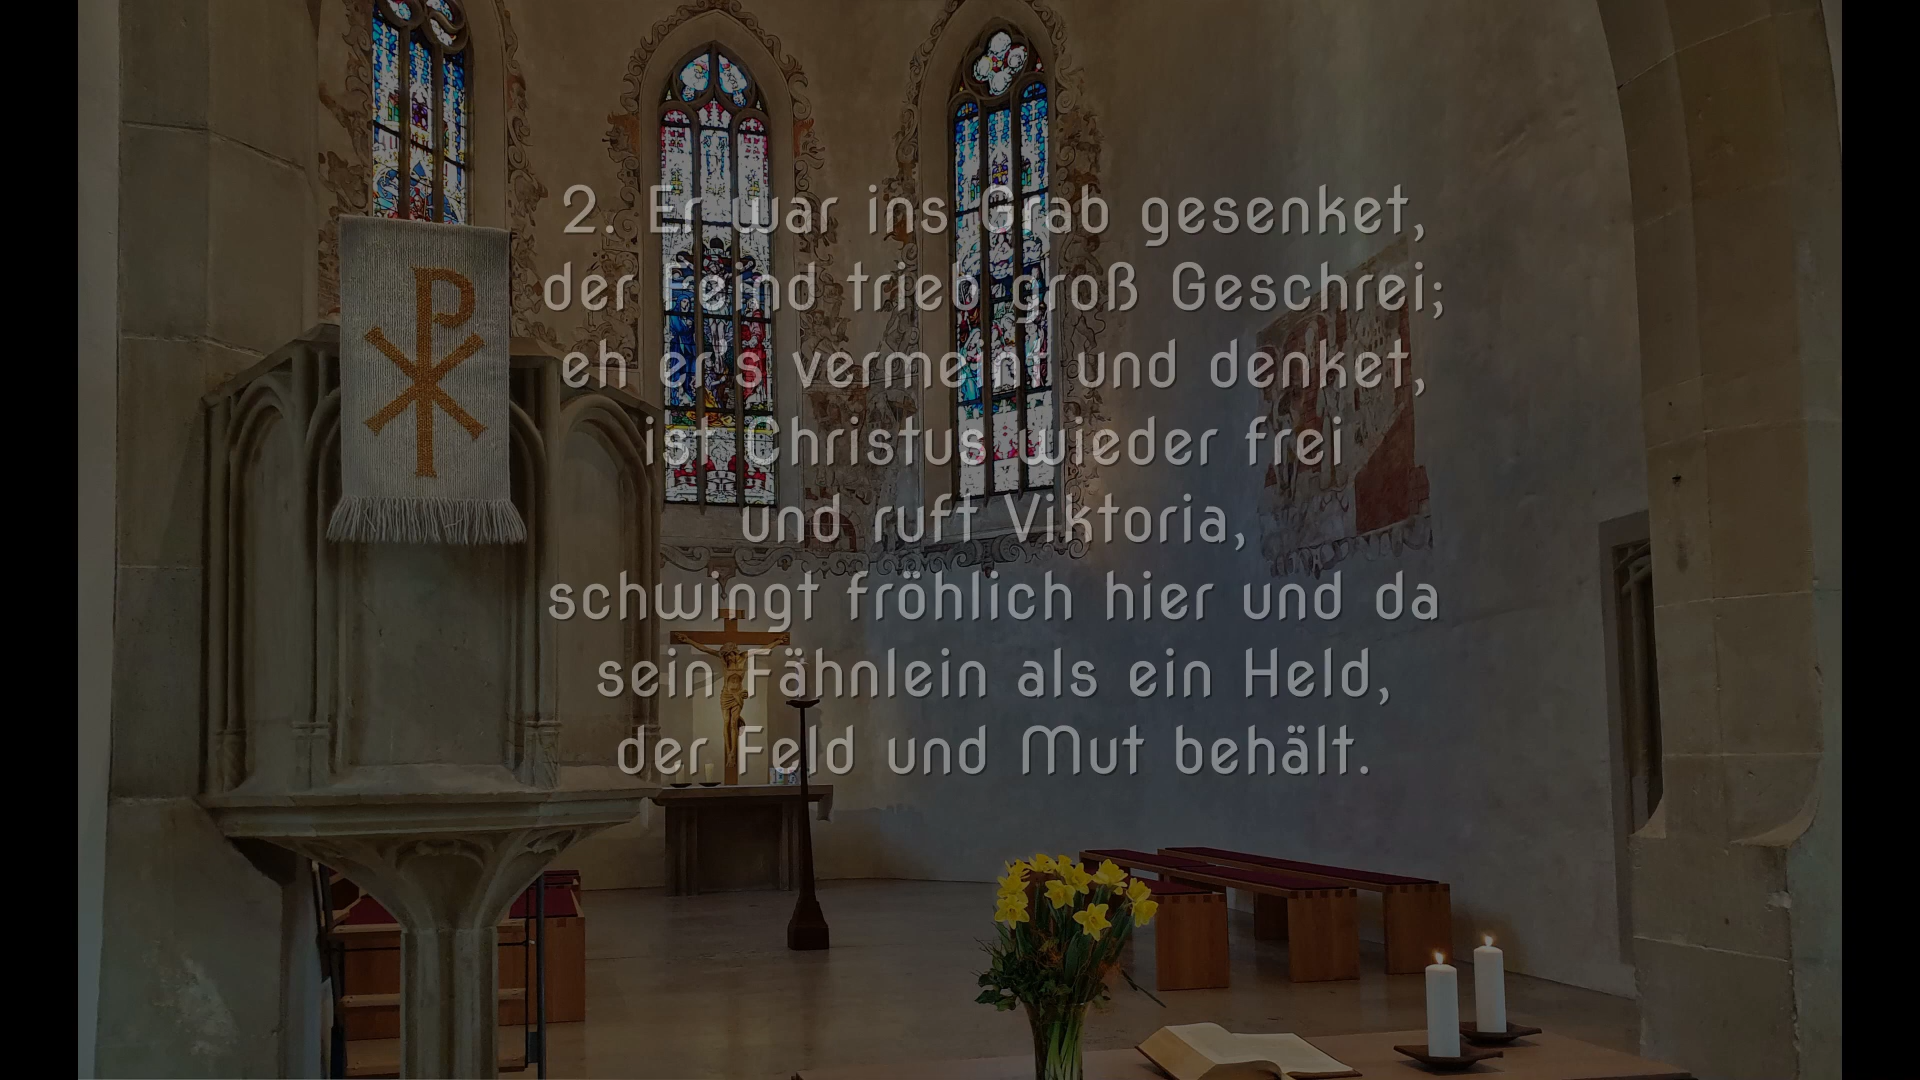 2. Er war ins Grab gesenket,
der Feind trieb groß Geschrei;
eh er's vermeint und denket,
ist Christus wieder frei
und ruft Viktoria,
schwingt fröhlich hier und da
sein Fähnlein als ein Held,
der Feld und Mut behält.